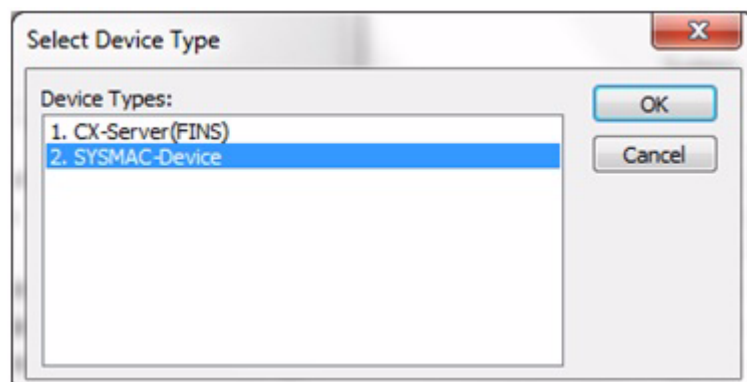 Select Device Type
Device Types:
OK
1. CX-Server(FINS)
2. SYSMAC-Device
Cancel